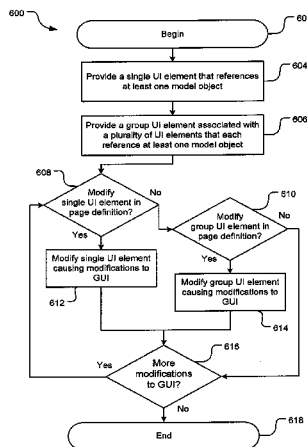 600
60
Begin
604
Provide a single UI element that references
at least one model object
606
Provide a group UI element associated with
a plurality of UI elements that each
reference at least one model object
608
Modify
single UI element in
page definition?
No
610
Modify
group UI element in
page definition?
No
Yes
Yes
Modify single UI element
causing modifications to
GUI
612
Modify group UI element
causing modifications to
GUI
614
616
Yes
More
modifications
to GUI?
No
618
End